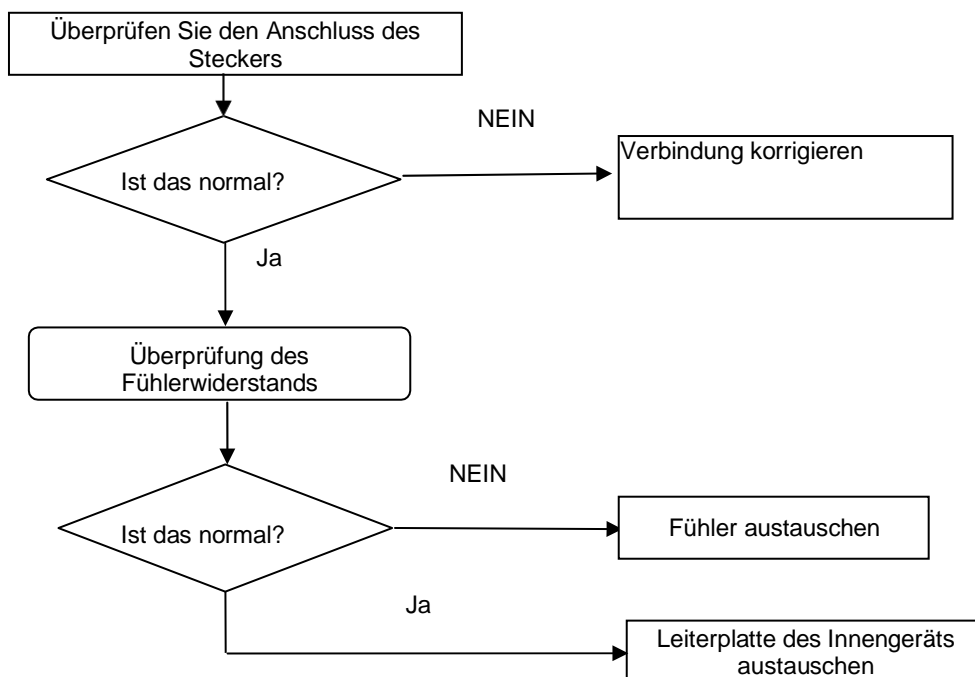 Überprüfen Sie den Anschluss des
Steckers
NEIN
Ist das normal?
Verbindung korrigieren
Ja
Überprüfung des
Fühlerwiderstands
NEIN
Ist das normal?
Fühler austauschen
Ja
Leiterplatte des Innengeräts
austauschen